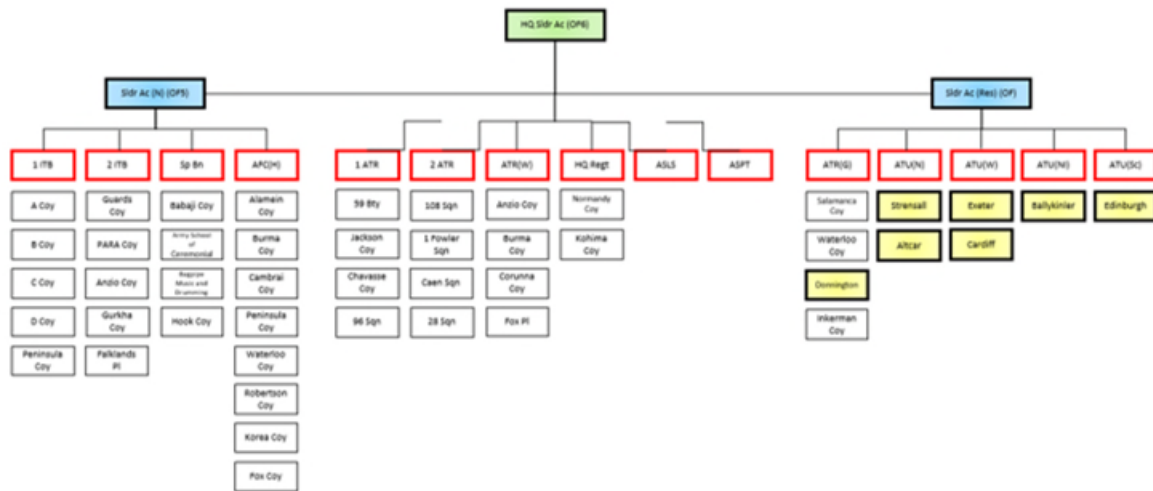 HQ Sldr Ac (OF6)
Sldr Ac (N) (OF5)
Sldr Ac (Res) (OF)
1 ITB
2 ITB
Sp Bn
AFC(H)
1 ATR
2 ATR
ATR(W)
HQ Regt
ASLS
ASPT
ATR(G)
ATU(N)
ATU(W)
ATU(NI)
ATU(Sc)
A Coy
B Coy
C Coy
D Coy
Peninsula
Coy
Guards
Coy
PARA Coy
Anzio Coy
Gurkha
Coy
Falklands
Pl
Babaji Coy
Army School
of
Ceremonial
Bagpipe
Music and
Drumming
Hook Coy
Alamein
Coy
Burma
Coy
Cambrai
Coy
Peninsula
Coy
Waterloo
Coy
Robertson
Coy
Korea Coy
Fox Coy
59 Bty
Jackson
Coy
Chavasse
Coy
96 Sqn
108 Sqn
1 Fowler
Sqn
Caen Sqn
28 Sqn
Anzio Coy
Burma
Coy
Corunna
Coy
Fox Pl
Normandy
Coy
Kohima
Coy
Salamanca
Coy
Waterloo
Coy
Donnington
Inkerman
Coy
Strensall
Altcar
Exeter
Cardiff
Ballykinler
Edinburgh